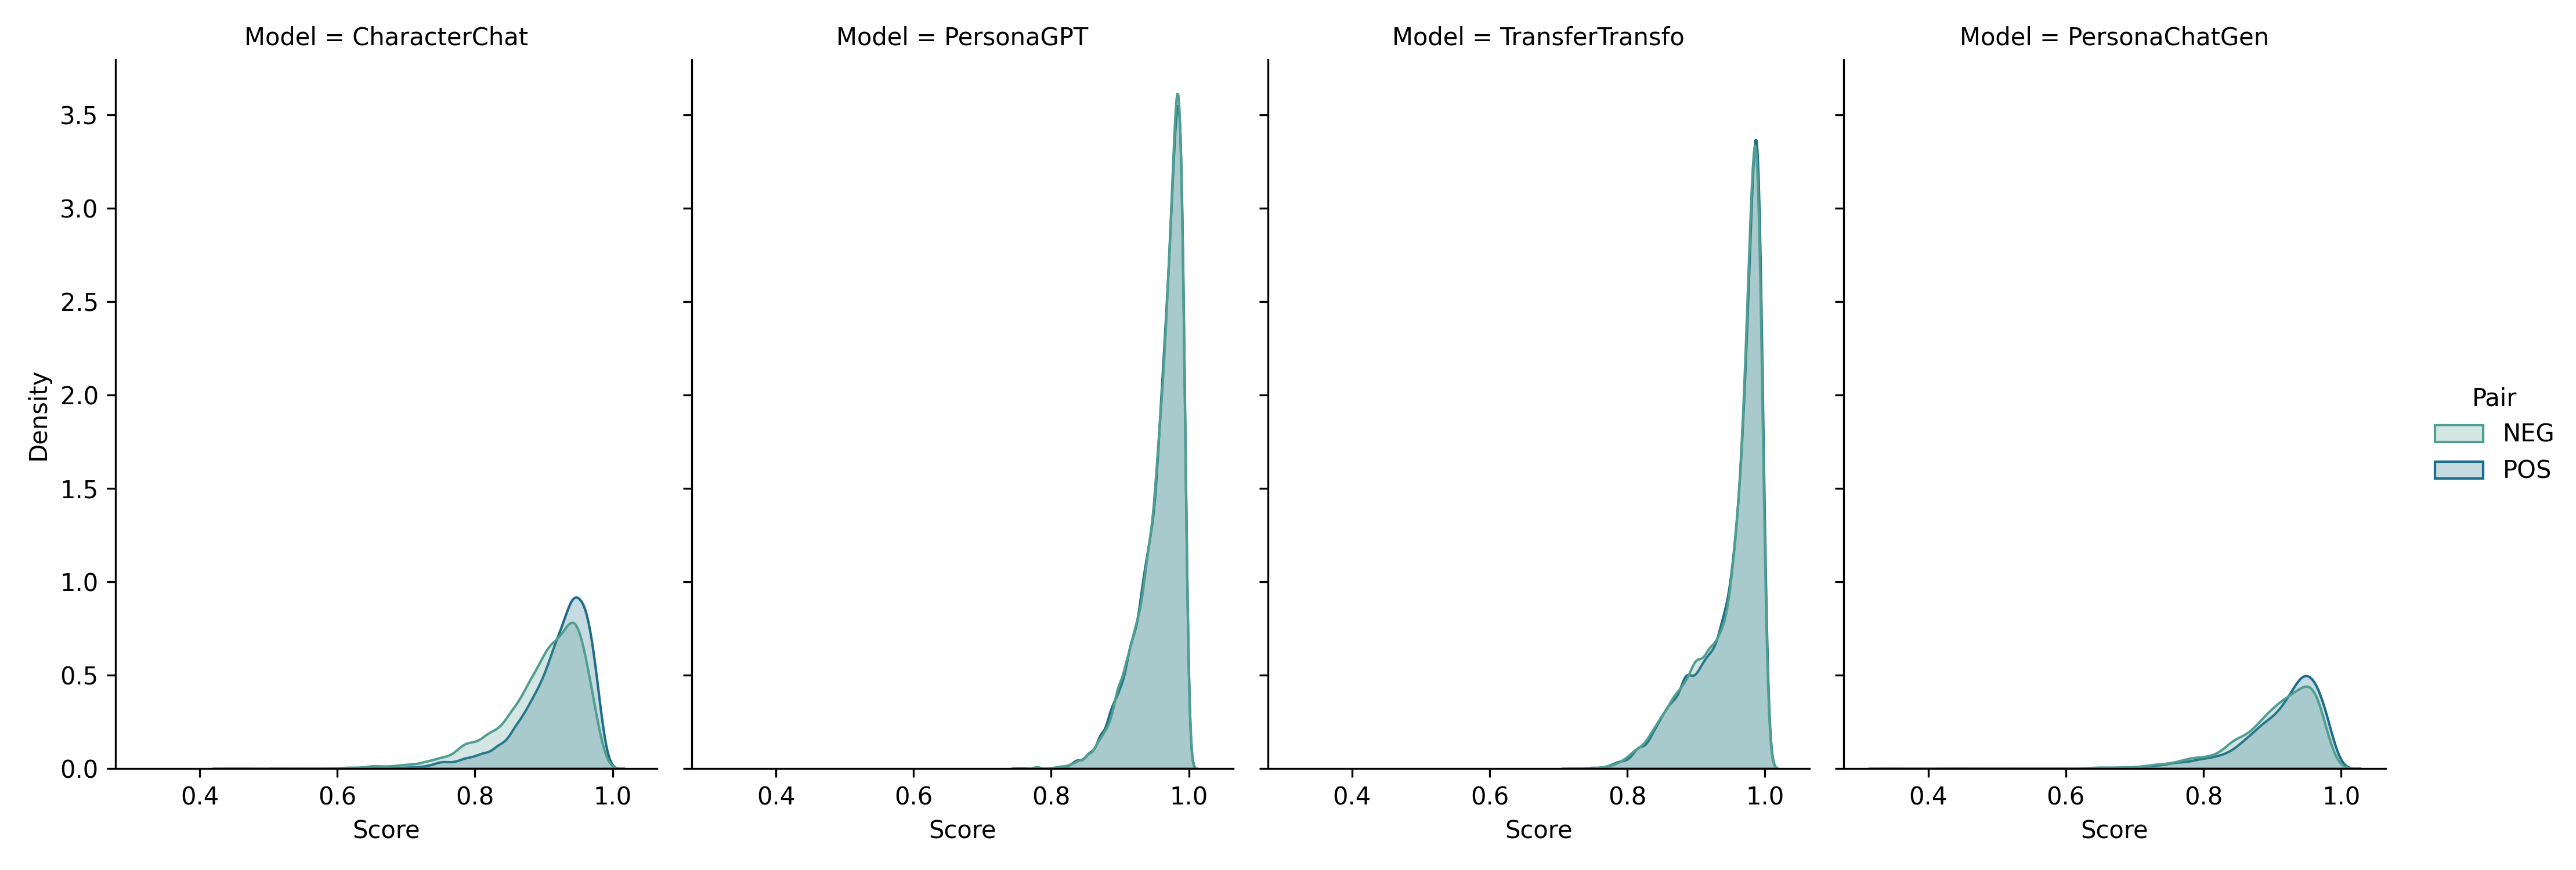 Model = CharacterChat
Model = PersonaGPT
Model = TransferTransfo
Model = PersonaChatGen
Density
3.5
3.0
2.5
2.0
1.5
1.0
0.5
0.0
0.4 0.6 0.8 1.0
0.4 0.6 0.8 1.0
0.4 0.6 0.8 1.0
0.4 0.6 0.8 1.0
Score
Score
Score
Score
Pair
NEG
POS